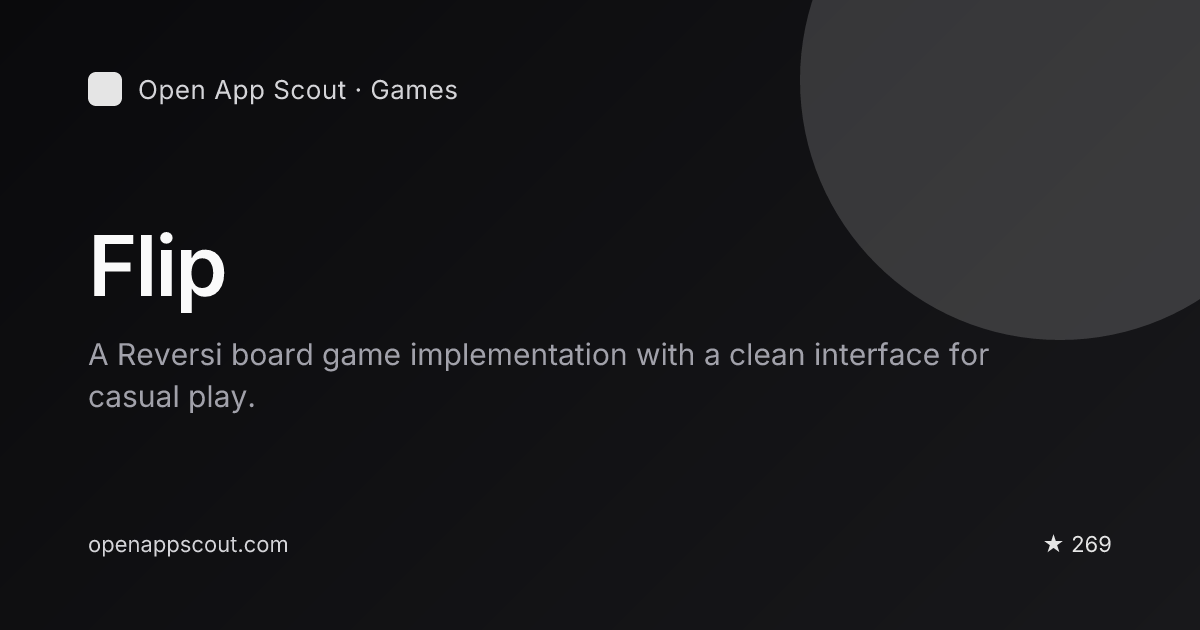 Open App Scout · Games
Flip
A Reversi board game implementation with a clean interface for
casual play.
openappscout.com
★ 269